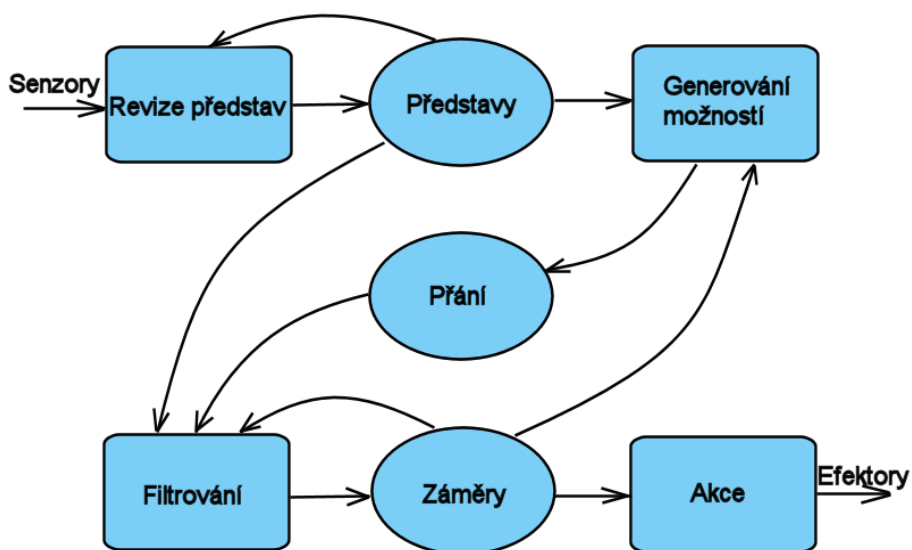 Senzory
Revize představ
Představy
Generování
možností
Přání
Filtrování
Záměry
Akce
Efektory